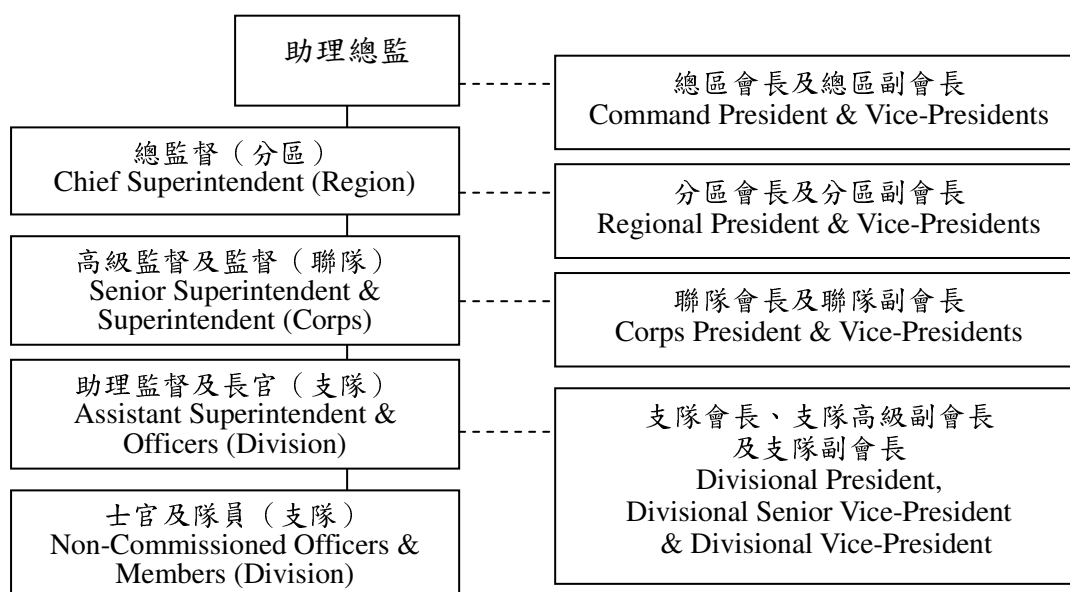 助理總監
總區會長及總區副會長
Command President & Vice-Presidents
總監督（分區）
Chief Superintendent (Region)
分區會長及分區副會長
Regional President & Vice-Presidents
高級監督及監督（聯隊）
Senior Superintendent &
Superintendent (Corps)
聯隊會長及聯隊副會長
Corps President & Vice-Presidents
助理監督及長官（支隊）
Assistant Superintendent &
Officers (Division)
支隊會長、支隊高級副會長
及支隊副會長
Divisional President,
Divisional Senior Vice-President
& Divisional Vice-President
士官及隊員（支隊）
Non-Commissioned Officers &
Members (Division)